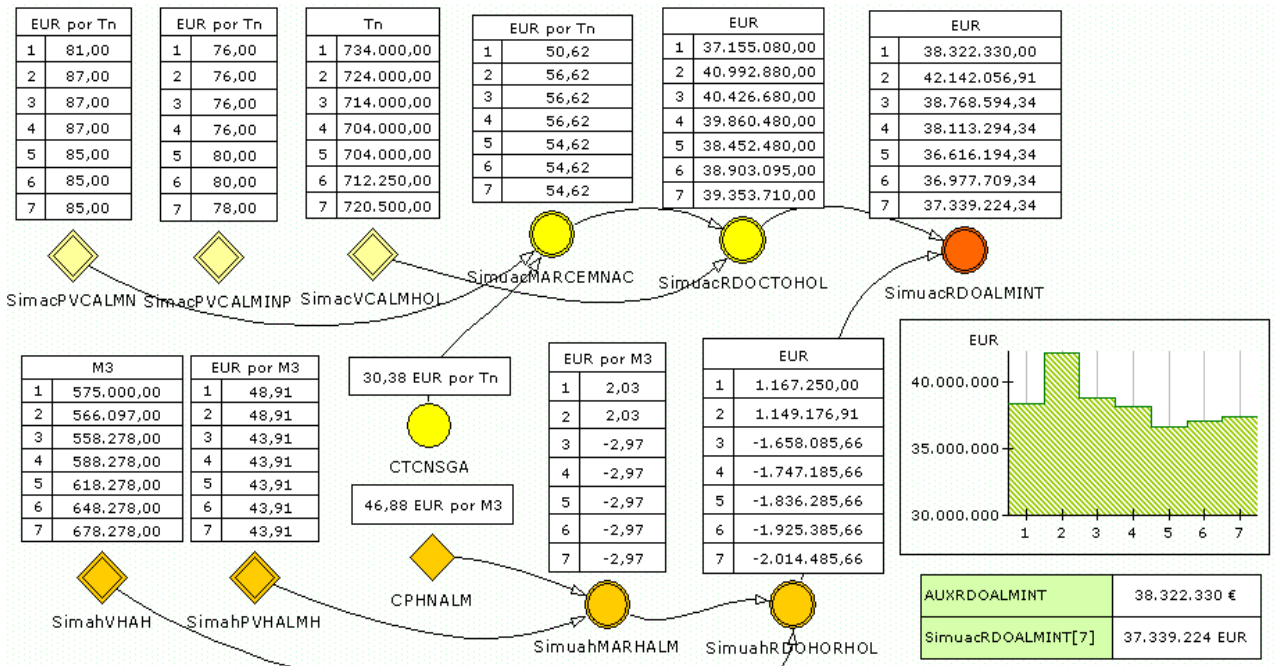 EUR por Tn
1 81,00
2 87,00
3 87,00
4 87,00
5 85,00
6 85,00
7 85,00
SimacPVCALMN
EUR por Tn
1 76,00
2 76,00
3 76,00
4 76,00
5 80,00
6 80,00
7 78,00
SimacPVCALMINP
Tn
1 734.000,00
2 724.000,00
3 714.000,00
4 704.000,00
5 704.000,00
6 712.250,00
7 720.500,00
SimacVCALMHOL
EUR por Tn
1 50,62
2 56,62
3 56,62
4 56,62
5 54,62
6 54,62
7 54,62
SimuacMARCEMNAC
EUR
1 37.155.080,00
2 40.992.880,00
3 40.426.680,00
4 39.860.480,00
5 38.452.480,00
6 38.903.095,00
7 39.353.710,00
SimuacRDOCTOHOL
EUR
1 38.322.330,00
2 42.142.056,91
3 38.768.594,34
4 38.113.294,34
5 36.616.194,34
6 36.977.709,34
7 37.339.224,34
SimuacRDOALMINT
M3
1 575.000,00
2 566.097,00
3 558.278,00
4 588.278,00
5 618.278,00
6 648.278,00
7 678.278,00
SimahVHAH
EUR por M3
1 48,91
2 48,91
3 43,91
4 43,91
5 43,91
6 43,91
7 43,91
SimahPVHALMH
30,38 EUR por Tn
CTCNSGA
46,88 EUR por M3
CPHNALM
EUR por M3
1 2,03
2 2,03
3 -2,97
4 -2,97
5 -2,97
6 -2,97
7 -2,97
SimuahMARHALM
EUR
1 1.167.250,00
2 1.149.176,91
3 -1.658.085,66
4 -1.747.185,66
5 -1.836.285,66
6 -1.925.385,66
7 -2.014.485,66
SimuahRDOHORHOL
EUR
40.000.000
35.000.000
30.000.000
1 2 3 4 5 6 7
AUXRDOALMINT 38.322.330 €
SimuacRDOALMINT[7] 37.339.224 EUR